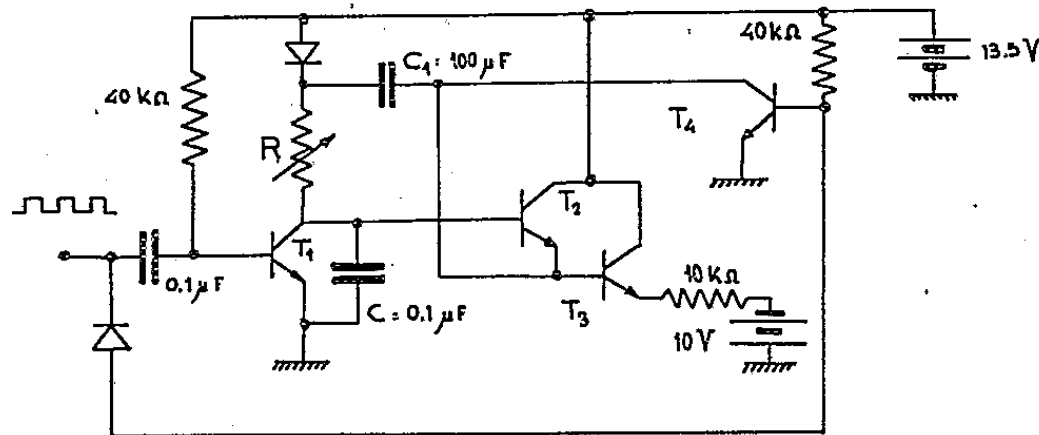 40 kΩ
C₁ = 100 µF
40 kΩ
13.5 V
R
T₄
T₂
T₁
0.1 µF
C = 0.1 µF
T₃
10 kΩ
10 V